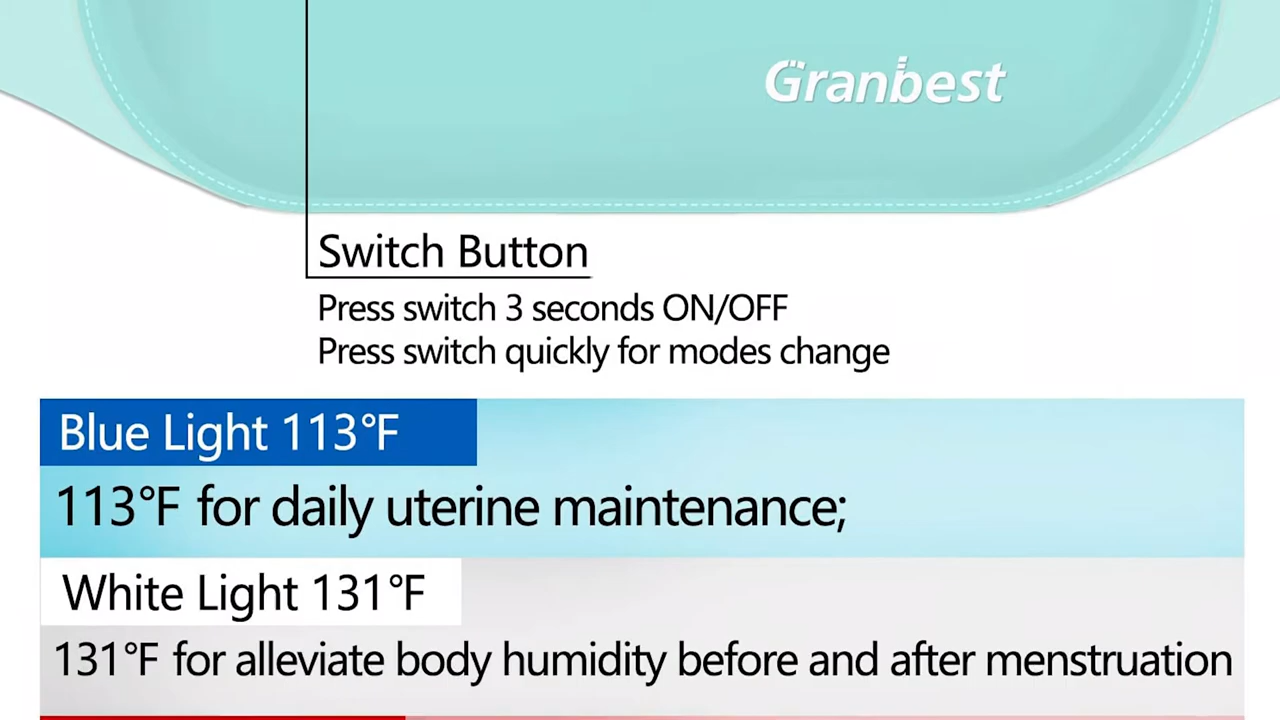 Granbest
Switch Button
Press switch 3 seconds ON/OFF
Press switch quickly for modes change
Blue Light 113°F
113°F for daily uterine maintenance;
White Light 131°F
131°F for alleviate body humidity before and after menstruation